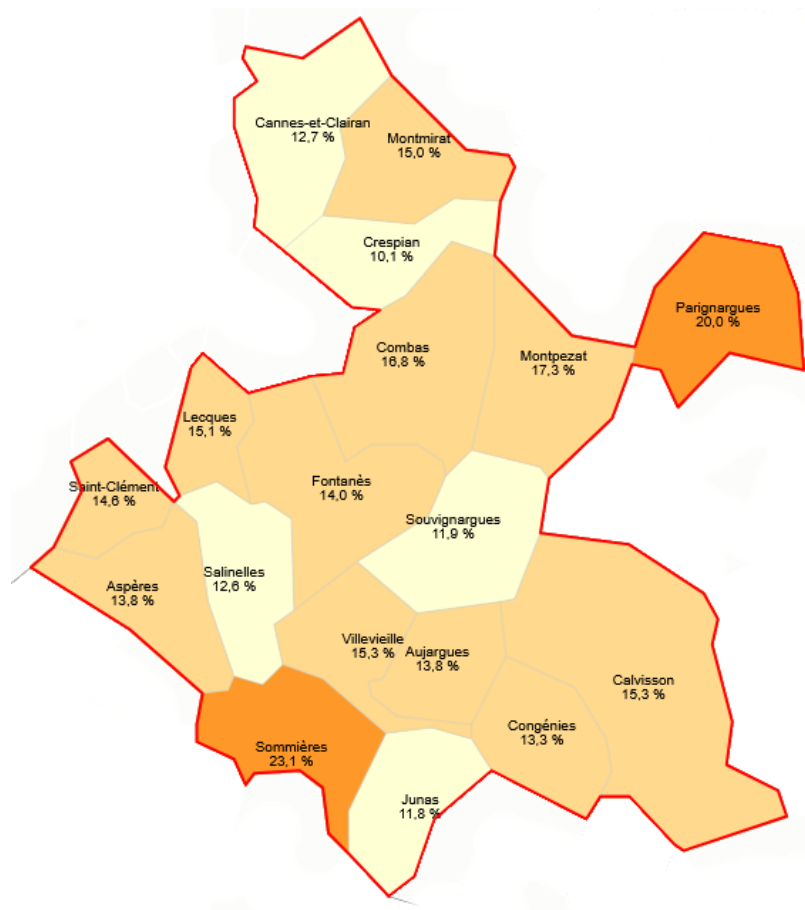 Cannes-et-Clairan
12,7 %
Montmirat
15,0 %
Crespian
10,1 %
Parignargues
20,0 %
Combas
16,8 %
Montpezat
17,3 %
Lecques
15,1 %
Saint-Clément
14,6 %
Fontanès
14,0 %
Souvignargues
11,9 %
Salinelles
12,6 %
Aspères
13,8 %
Villevieille
15,3 %
Aujargues
13,8 %
Calvisson
15,3 %
Congénies
13,3 %
Sommières
23,1 %
Junas
11,8 %